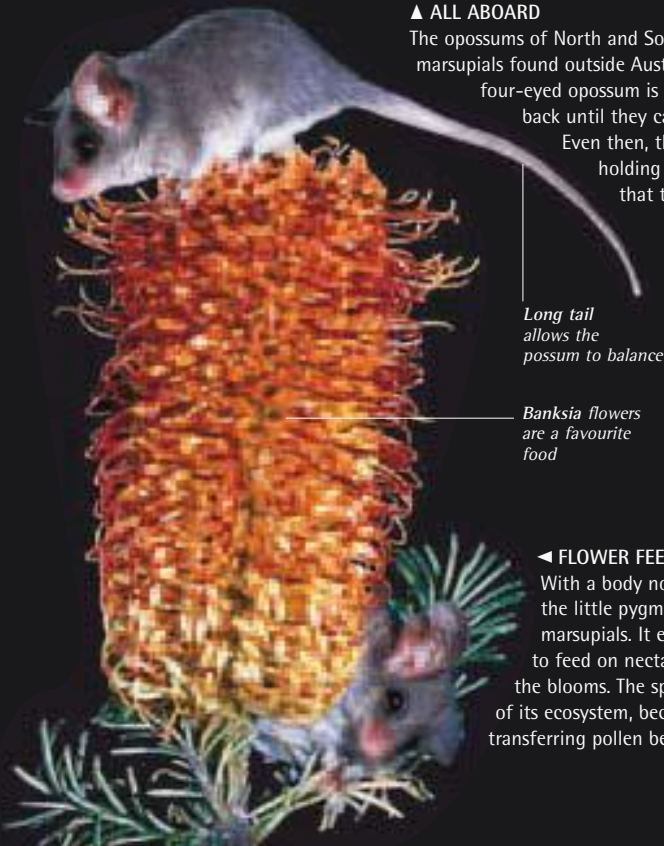 ▲ ALL ABOARD
The opossums of North and So
marsupials found outside Aust
four-eyed opossum is
back until they ca
Even then, th
holding
that t
Long tail
allows the
possum to balance
Banksia flowers
are a favourite
food
◄ FLOWER FEE
With a body no
the little pygm
marsupials. It e
to feed on necta
the blooms. The sp
of its ecosystem, bec
transferring pollen be